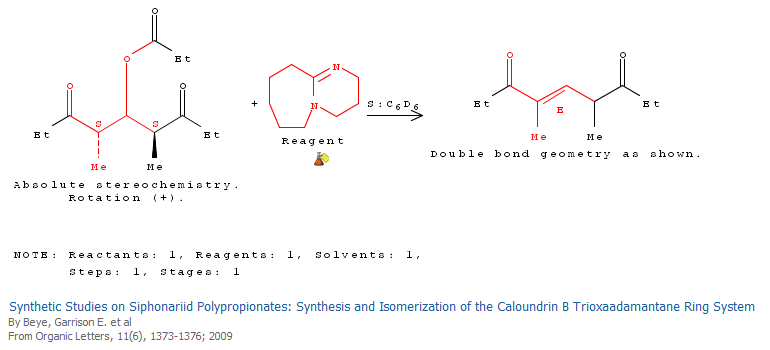 O
Et
O
O
O
N
O
O
S
S
+
N
S:C6D6
Et
Et
Et
E
Et
Me
Me
Reagent
Me
Me
Double bond geometry as shown.
Absolute stereochemistry.
Rotation (+).
NOTE: Reactants: 1, Reagents: 1, Solvents: 1,
Steps: 1, Stages: 1
Synthetic Studies on Siphonariid Polypropionates: Synthesis and Isomerization of the Caloundrin B Trioxaadamantane Ring System
By Beye, Garrison E. et al
From Organic Letters, 11(6), 1373-1376; 2009